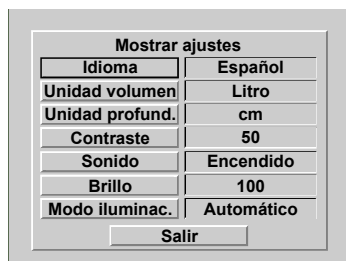 Mostrar ajustes
Idioma Español
Unidad volumen Litro
Unidad profund. cm
Contraste 50
Sonido Encendido
Brillo 100
Modo iluminac. Automático
Salir